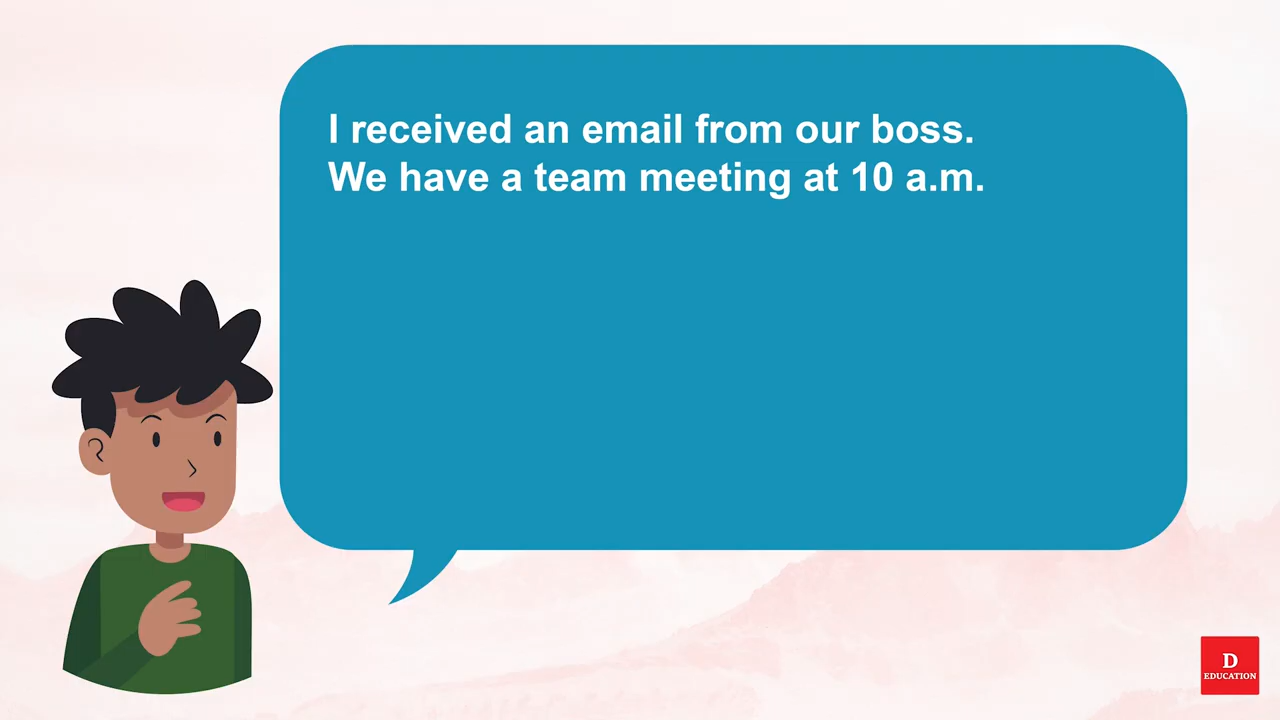 I received an email from our boss.
We have a team meeting at 10 a.m.
D
EDUCATION